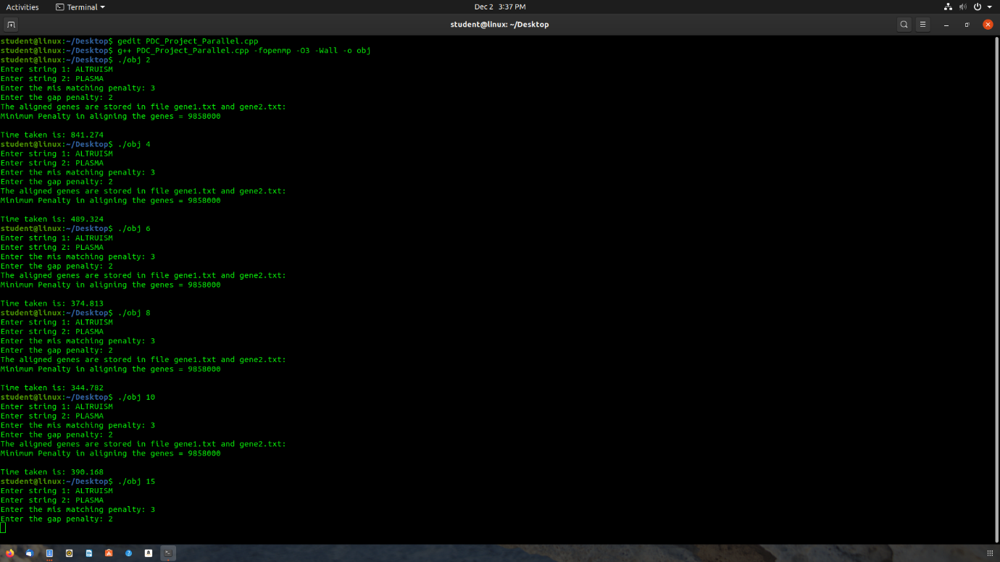 Activities Terminal Dec 2 3:37 PM
student@linux: ~/Desktop
student@linux:~/Desktop$ gedit PDC_Project_Parallel.cpp
student@linux:~/Desktop$ g++ PDC_Project_Parallel.cpp -fopenmp -O3 -Wall -o obj
student@linux:~/Desktop$ ./obj 2
Enter string 1: ALTRUISM
Enter string 2: PLASMA
Enter the mis matching penalty: 3
Enter the gap penalty: 2
The aligned genes are stored in file gene1.txt and gene2.txt:
Minimum Penalty in aligning the genes = 9858000
Time taken is: 841.274
student@linux:~/Desktop$ ./obj 4
Enter string 1: ALTRUISM
Enter string 2: PLASMA
Enter the mis matching penalty: 3
Enter the gap penalty: 2
The aligned genes are stored in file gene1.txt and gene2.txt:
Minimum Penalty in aligning the genes = 9858000
Time taken is: 489.324
student@linux:~/Desktop$ ./obj 6
Enter string 1: ALTRUISM
Enter string 2: PLASMA
Enter the mis matching penalty: 3
Enter the gap penalty: 2
The aligned genes are stored in file gene1.txt and gene2.txt:
Minimum Penalty in aligning the genes = 9858000
Time taken is: 374.813
student@linux:~/Desktop$ ./obj 8
Enter string 1: ALTRUISM
Enter string 2: PLASMA
Enter the mis matching penalty: 3
Enter the gap penalty: 2
The aligned genes are stored in file gene1.txt and gene2.txt:
Minimum Penalty in aligning the genes = 9858000
Time taken is: 344.782
student@linux:~/Desktop$ ./obj 10
Enter string 1: ALTRUISM
Enter string 2: PLASMA
Enter the mis matching penalty: 3
Enter the gap penalty: 2
The aligned genes are stored in file gene1.txt and gene2.txt:
Minimum Penalty in aligning the genes = 9858000
Time taken is: 390.168
student@linux:~/Desktop$ ./obj 15
Enter string 1: ALTRUISM
Enter string 2: PLASMA
Enter the mis matching penalty: 3
Enter the gap penalty: 2